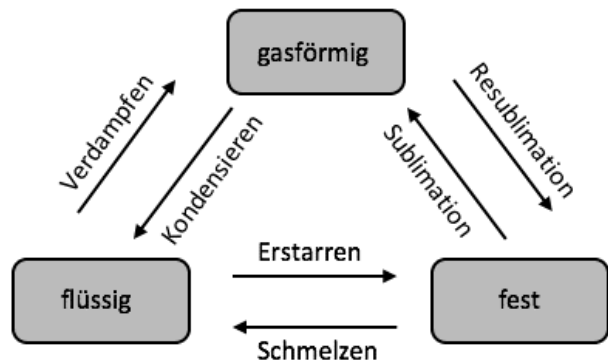 gasförmig
Verdampfen
Kondensieren
Sublimation
Resublimation
Erstarren
flüssig
fest
Schmelzen